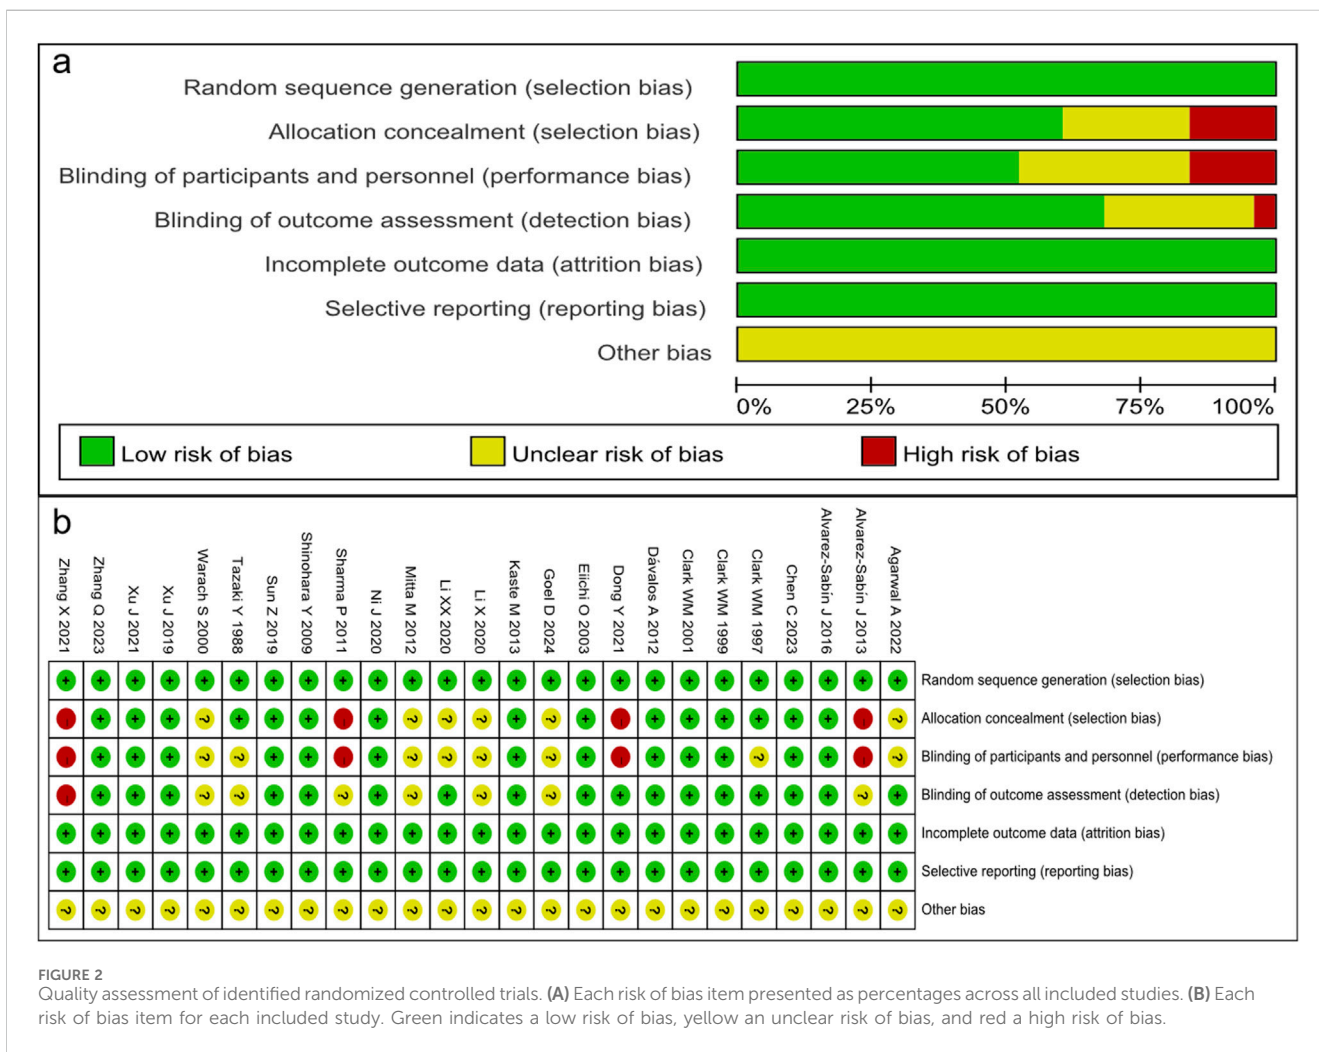 a
Random sequence generation (selection bias)
Allocation concealment (selection bias)
Blinding of participants and personnel (performance bias)
Blinding of outcome assessment (detection bias)
Incomplete outcome data (attrition bias)
Selective reporting (reporting bias)
Other bias
0% 25% 50% 75% 100%
Low risk of bias Unclear risk of bias High risk of bias
b
Zhang X 2021
Zhang Q 2023
Xu J 2021
Xu J 2019
Warach S 2000
Tazaki Y 1988
Sun Z 2019
Shinohara Y 2009
Sharma P 2011
Ni J 2020
Mitta M 2012
Li XX 2020
Li X 2020
Kaste M 2013
Goel D 2024
Eiichi O 2003
Dong Y 2021
Dávalos A 2012
Clark WM 2001
Clark WM 1999
Clark WM 1997
Chen C 2023
Alvarez-Sabín J 2016
Alvarez-Sabín J 2013
Agarwal A 2022
+ + + + + + + + + + + + + + + + + + + + + + + + + Random sequence generation (selection bias)
- + + + ? + + + - + ? ? ? + ? + - + + + + + + - ? Allocation concealment (selection bias)
- + + + ? ? + + - + ? ? ? + ? + - + + + ? + + - ? Blinding of participants and personnel (performance bias)
- + + + ? ? + + ? + ? + ? + ? + + + + + + + + ? + Blinding of outcome assessment (detection bias)
+ + + + + + + + + + + + + + + + + + + + + + + + + Incomplete outcome data (attrition bias)
+ + + + + + + + + + + + + + + + + + + + + + + + + Selective reporting (reporting bias)
? ? ? ? ? ? ? ? ? ? ? ? ? ? ? ? ? ? ? ? ? ? ? ? ? Other bias
FIGURE 2
Quality assessment of identified randomized controlled trials. (A) Each risk of bias item presented as percentages across all included studies. (B) Each
risk of bias item for each included study. Green indicates a low risk of bias, yellow an unclear risk of bias, and red a high risk of bias.